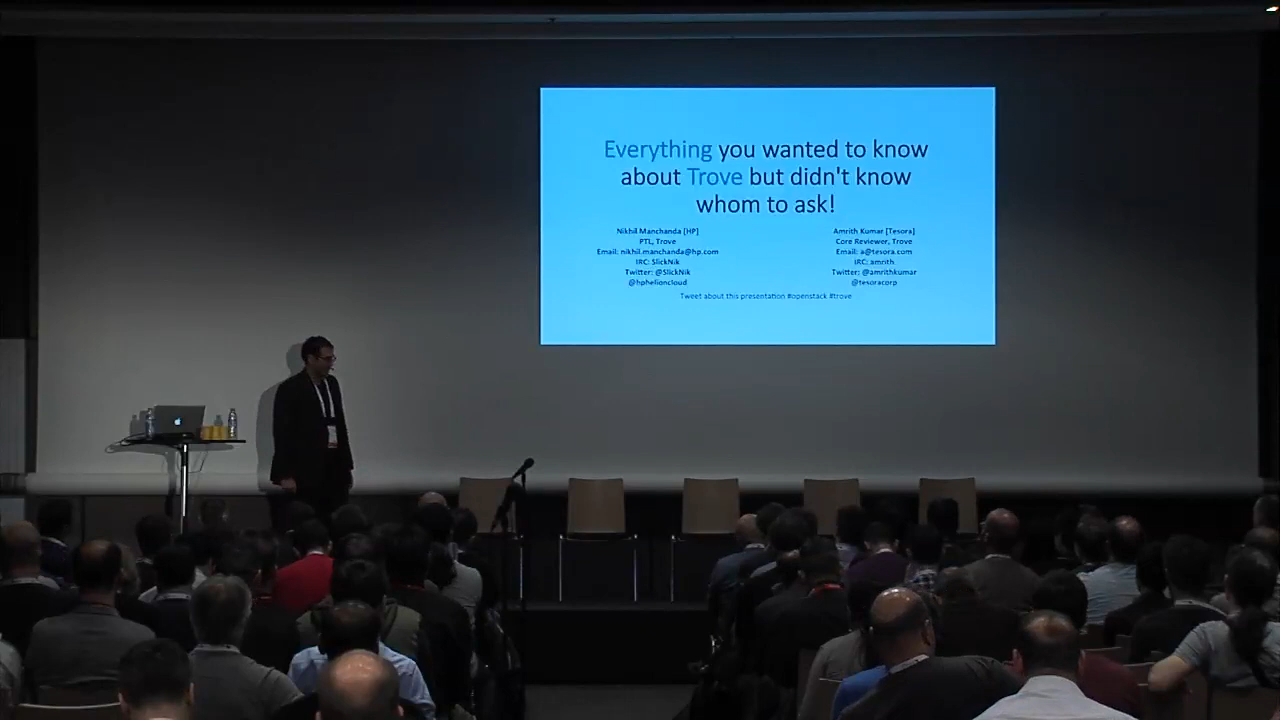 Everything you wanted to know
about Trove but didn't know
whom to ask!
Nikhil Manchanda [HP]
PTL, Trove
Email: nikhil.manchanda@hp.com
IRC: SlickNik
Twitter: @SlickNik
@hphelioncloud
Amrith Kumar [Tesora]
Core Reviewer, Trove
Email: a@tesora.com
IRC: amrith
Twitter: @amrithkumar
@tesoracorp
Tweet about this presentation #openstack #trove